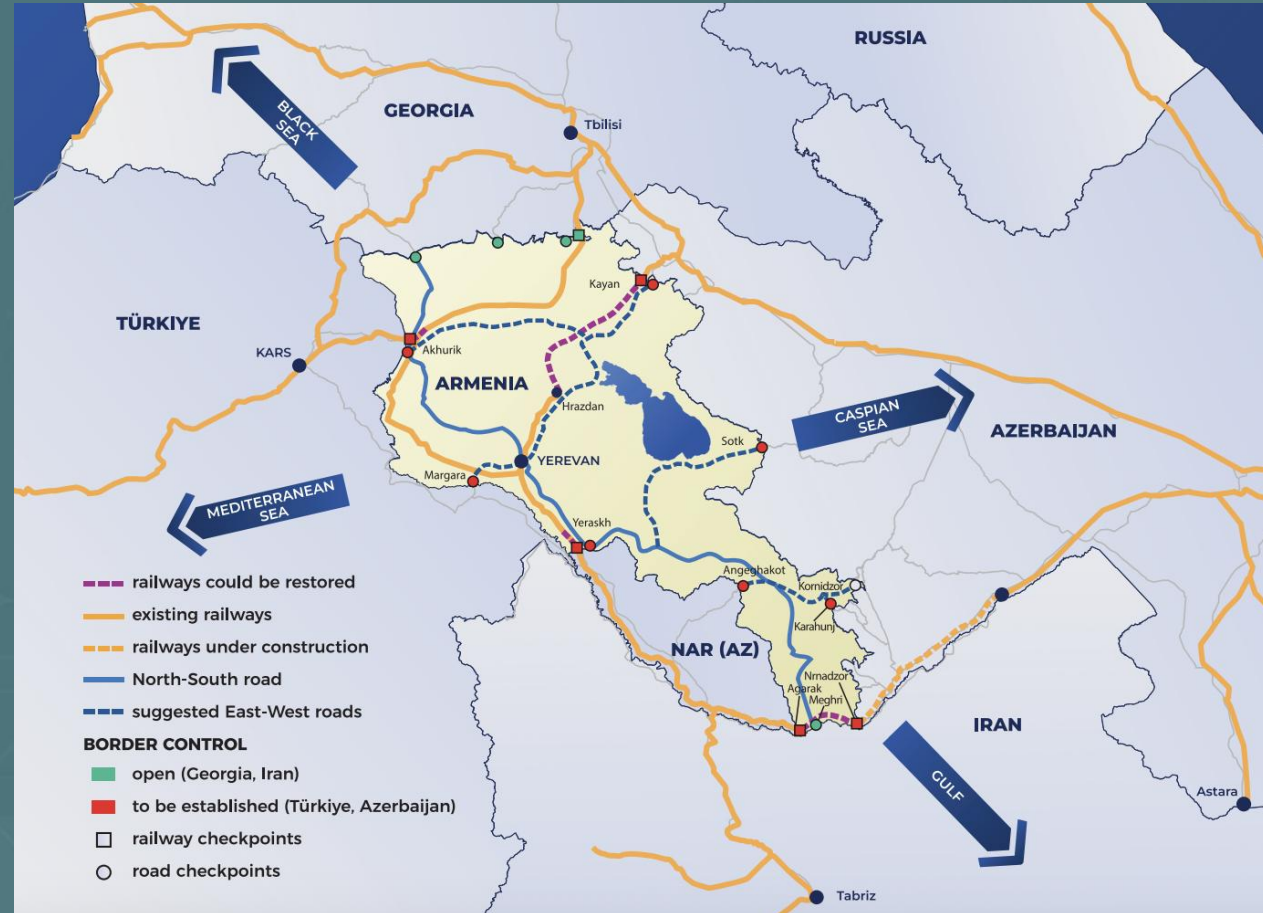 RUSSIA
BLACK
SEA
GEORGIA
Tbilisi
Kayan
TÜRKIYE
KARS
Akhurik
ARMENIA
Hrazdan
CASPIAN
SEA
AZERBAIJAN
Sotk
YEREVAN
Margara
MEDITERRANEAN
SEA
Yeraskh
Angeghakot
Kornidzor
Karahunj
NAR (AZ)
Nrnadzor
Agarak
Meghri
IRAN
GULF
Astara
Tabriz
railways could be restored
existing railways
railways under construction
North-South road
suggested East-West roads
BORDER CONTROL
open (Georgia, Iran)
to be established (Türkiye, Azerbaijan)
railway checkpoints
road checkpoints